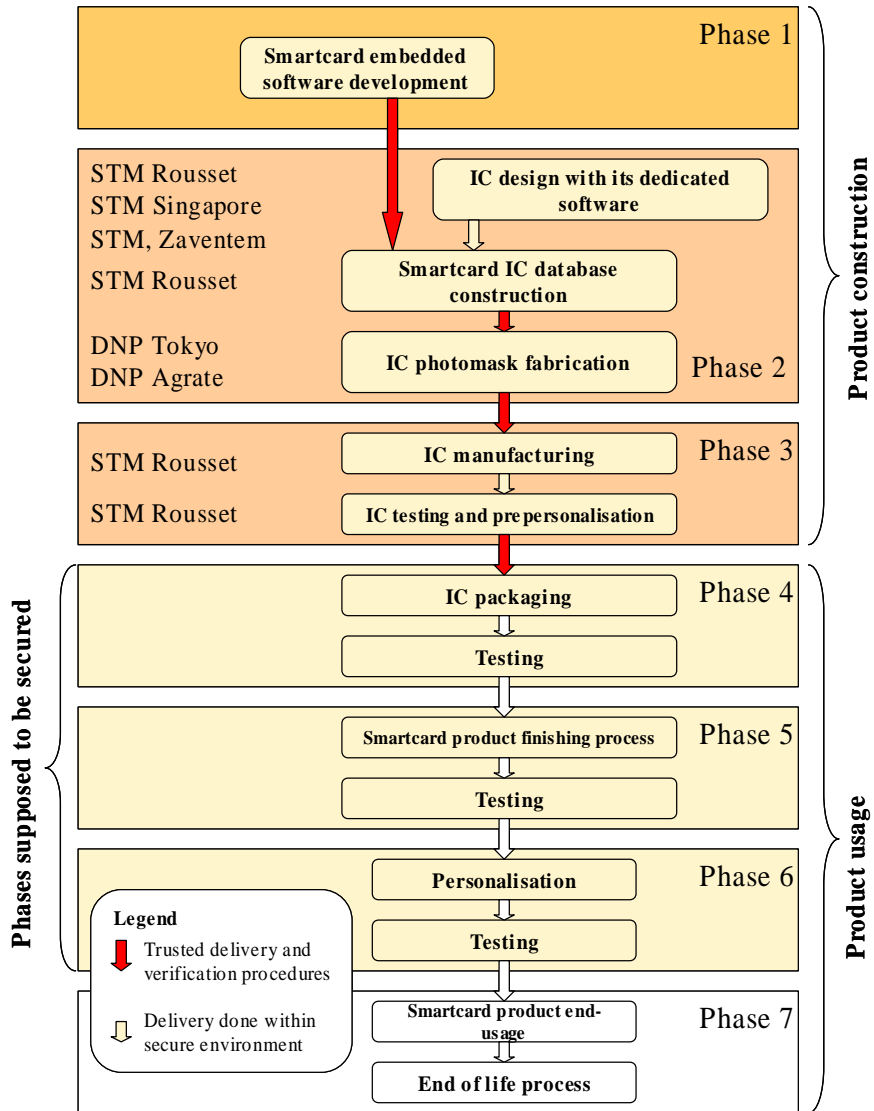 Phase 1
Smartcard embedded
software development
STM Rousset
STM Singapore
STM, Zaventem
STM Rousset
IC design with its dedicated
software
Smartcard IC database
construction
DNP Tokyo
DNP Agrate
IC photomask fabrication
Phase 2
Product construction
Phase 3
STM Rousset
IC manufacturing
STM Rousset
IC testing and prepersonalisation
Phase 4
IC packaging
Testing
Phase 5
Smartcard product finishing process
Testing
Phases supposed to be secured
Product usage
Phase 6
Personalisation
Testing
Legend
Trusted delivery and
verification procedures
Delivery done within
secure environment
Phase 7
Smartcard product end-
usage
End of life process